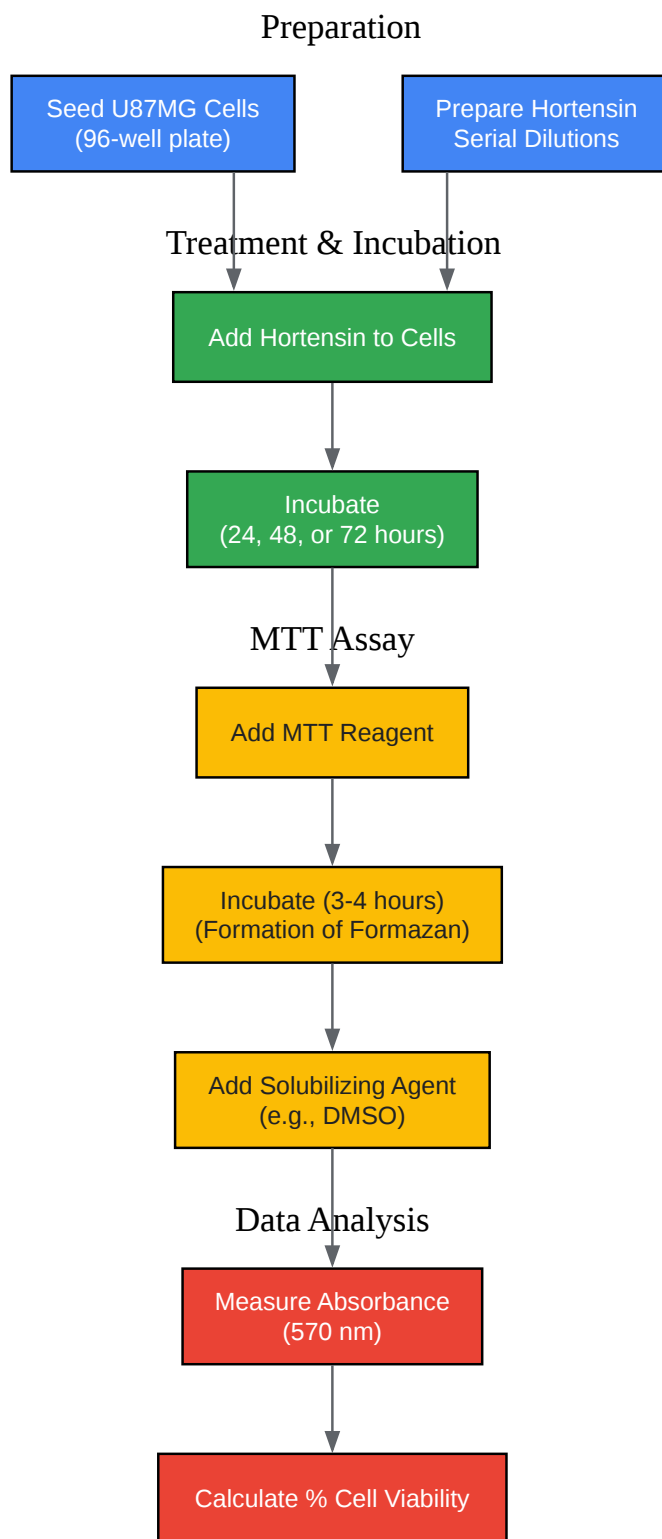 Preparation
Seed U87MG Cells
(96-well plate)
Prepare Hortensin
Serial Dilutions
Treatment & Incubation
Add Hortensin to Cells
Incubate
(24, 48, or 72 hours)
MTT Assay
Add MTT Reagent
Incubate (3-4 hours)
(Formation of Formazan)
Add Solubilizing Agent
(e.g., DMSO)
Data Analysis
Measure Absorbance
(570 nm)
Calculate % Cell Viability